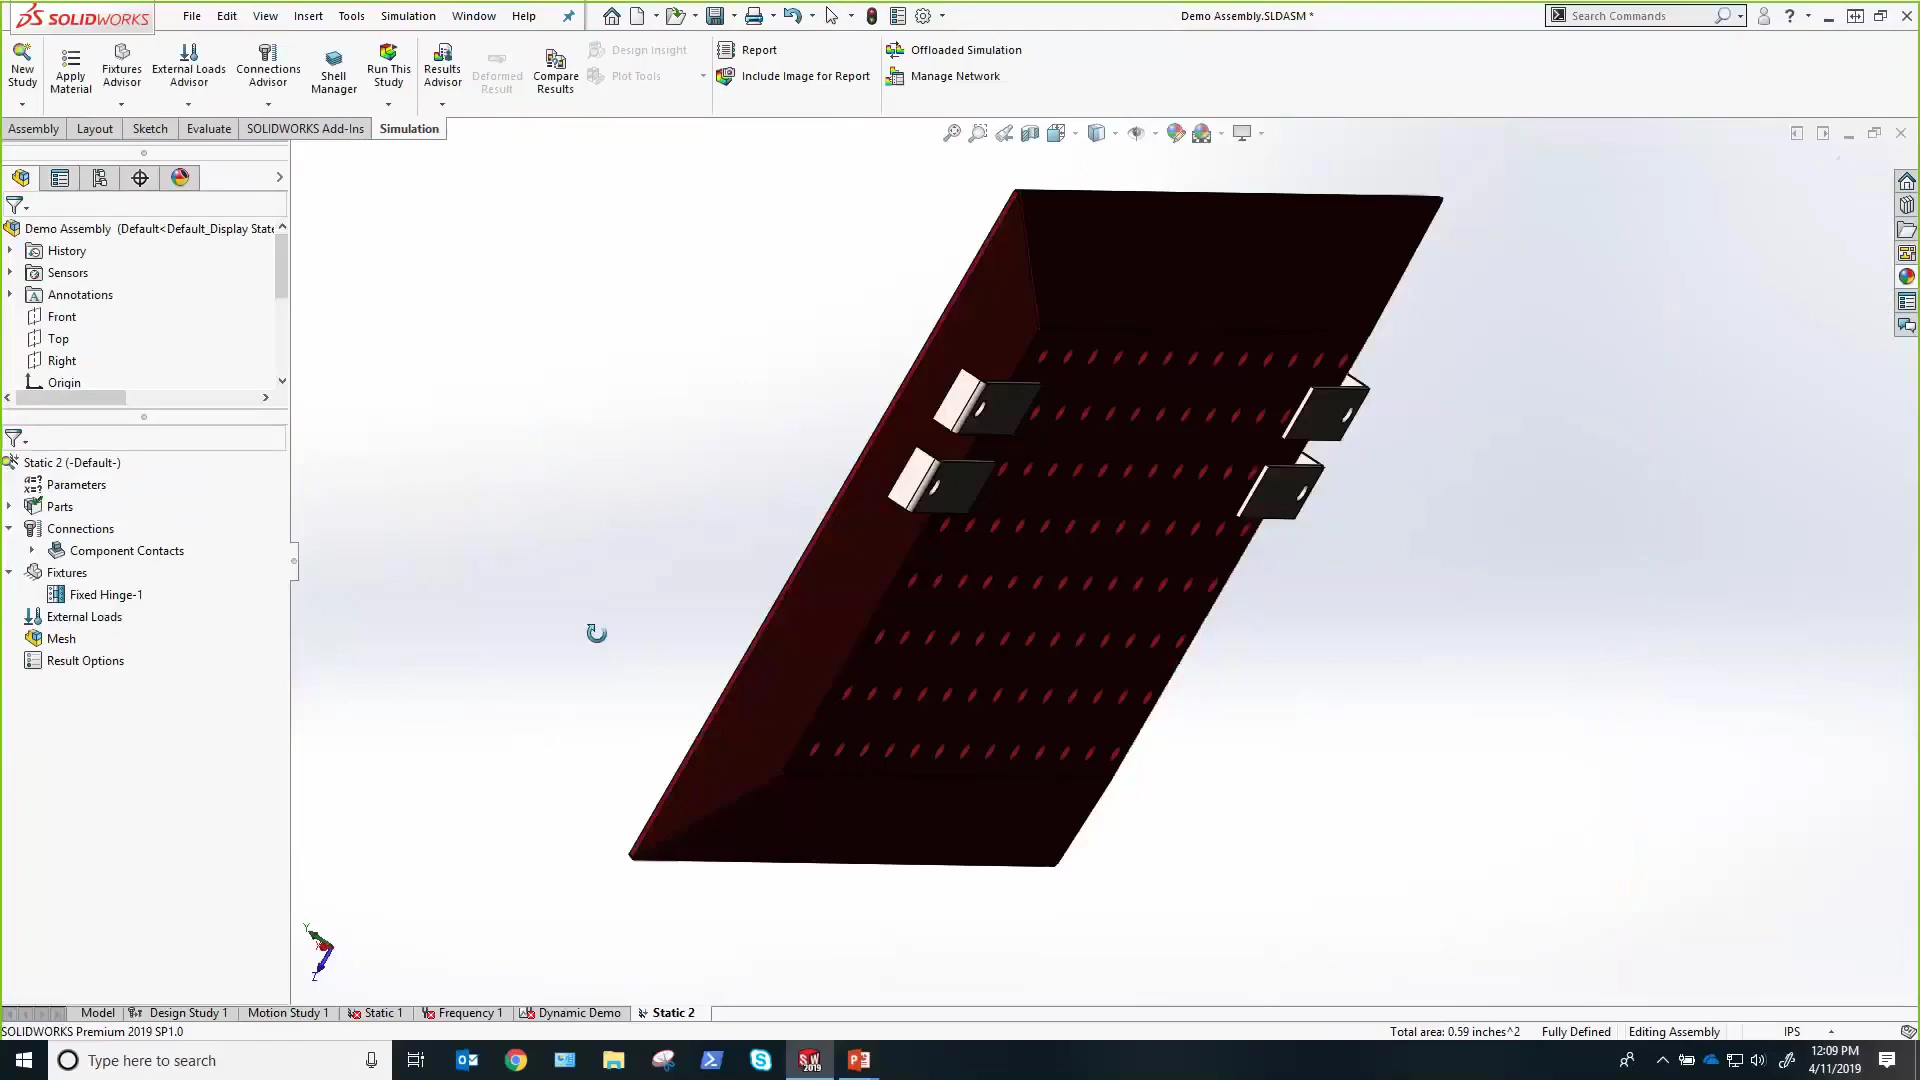 SOLIDWORKS
File Edit View Insert Tools Simulation Window Help
Demo Assembly.SLDASM *
Search Commands
New Study
Apply Material
Fixtures Advisor
External Loads Advisor
Connections Advisor
Shell Manager
Run This Study
Results Advisor
Deformed Result
Compare Results
Design Insight
Plot Tools
Report
Include Image for Report
Offloaded Simulation
Manage Network
Assembly Layout Sketch Evaluate SOLIDWORKS Add-Ins Simulation
Demo Assembly (Default<Default_Display State
History
Sensors
Annotations
Front
Top
Right
Origin
Static 2 (-Default-)
Parameters
Parts
Connections
Component Contacts
Fixtures
Fixed Hinge-1
External Loads
Mesh
Result Options
Y
Z
Model Design Study 1 Motion Study 1 Static 1 Frequency 1 Dynamic Demo Static 2
SOLIDWORKS Premium 2019 SP1.0
Total area: 0.59 inches^2 Fully Defined Editing Assembly IPS
Type here to search
12:09 PM
4/11/2019